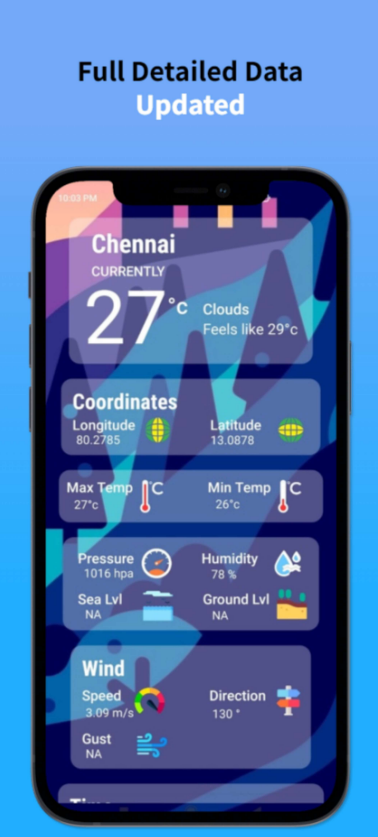 Full Detailed Data
Updated
10:03 PM
Chennai
CURRENTLY
27°C
Clouds
Feels like 29°c
Coordinates
Longitude
80.2785
Latitude
13.0878
Max Temp °C
27°c
Min Temp °C
26°c
Pressure
1016 hpa
Humidity
78 %
Sea Lvl
NA
Ground Lvl
NA
Wind
Speed
3.09 m/s
Direction
130 °
Gust
NA